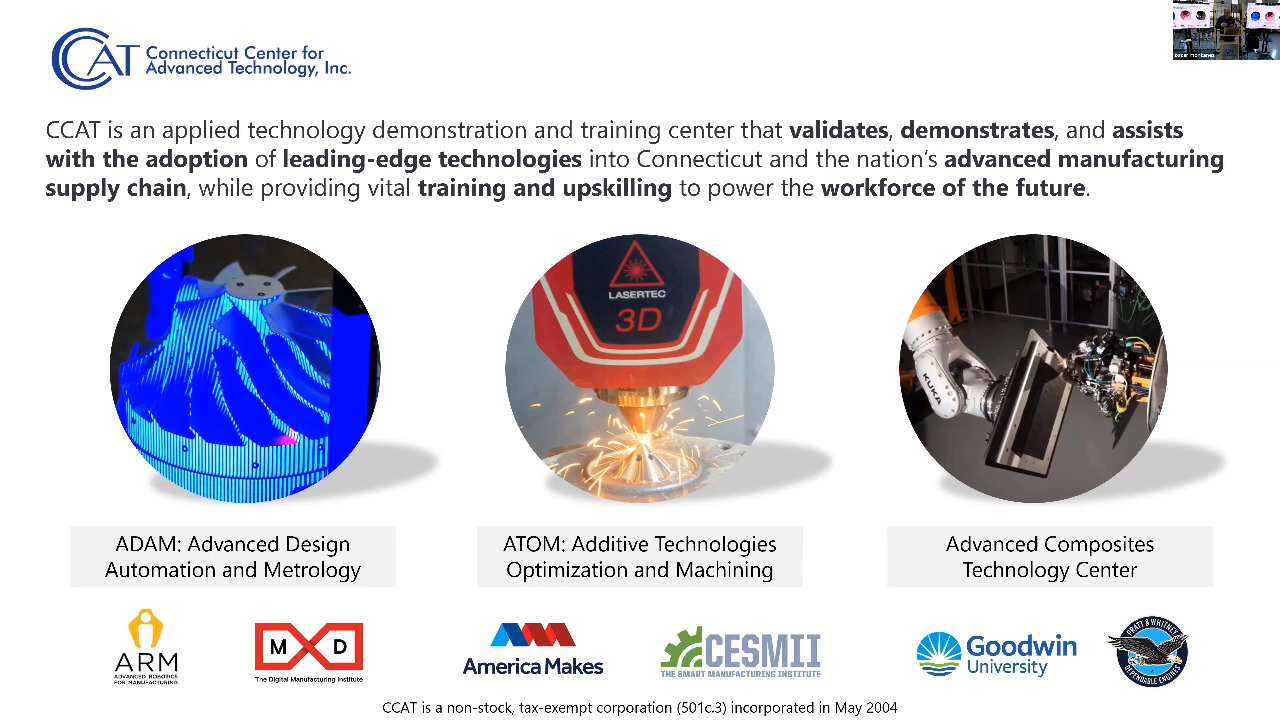 CCAT
Connecticut Center for
Advanced Technology, Inc.
CCAT is an applied technology demonstration and training center that validates, demonstrates, and assists
with the adoption of leading-edge technologies into Connecticut and the nation's advanced manufacturing
supply chain, while providing vital training and upskilling to power the workforce of the future.
LASERTEC
3D
KUKA
ADAM: Advanced Design
Automation and Metrology
ATOM: Additive Technologies
Optimization and Machining
Advanced Composites
Technology Center
ARM
ADVANCED ROBOTICS
FOR MANUFACTURING
M D
The Digital Manufacturing Institute
America Makes
CESMII
THE SMART MANUFACTURING INSTITUTE
Goodwin
University
PRATT & WHITNEY
DEPENDABLE ENGINES
CCAT is a non-stock, tax-exempt corporation (501c.3) incorporated in May 2004